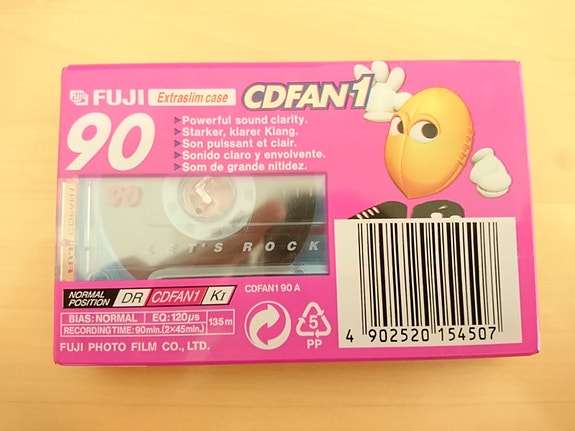 FUJI
FUJI Extraslim case
CDFAN1
90
Powerful sound clarity.
Starker, klarer Klang.
Son puissant et clair.
Sonido claro y envolvente.
Som de grande nitidez.
90
LET'S ROCK
CDFAN1 90 A
NORMAL POSITION DR CDFAN1 K1
BIAS: NORMAL EQ: 120µs 135m
RECORDING TIME: 90min. (2×45min.)
FUJI PHOTO FILM CO., LTD.
5
PP
4 902520 154507